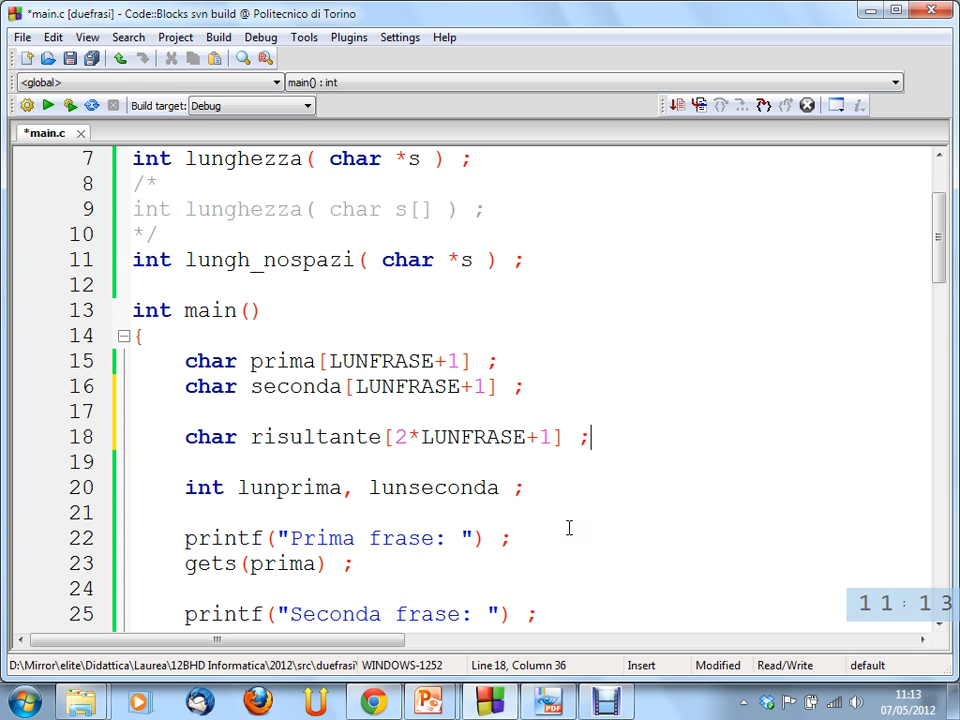 *main.c [duefrasi] - Code::Blocks svn build @ Politecnico di Torino
File Edit View Search Project Build Debug Tools Plugins Settings Help
<global> main() : int
Build target: Debug
*main.c
7 int lunghezza( char *s ) ;
8 /*
9 int lunghezza( char s[] ) ;
10 */
11 int lungh_nospazi( char *s ) ;
12
13 int main()
14 {
15 char prima[LUNFRASE+1] ;
16 char seconda[LUNFRASE+1] ;
17
18 char risultante[2*LUNFRASE+1] ;
19
20 int lunprima, lunseconda ;
21
22 printf("Prima frase: ") ;
23 gets(prima) ;
24
25 printf("Seconda frase: ") ;
11:13
D:\Mirror\elite\Didattica\Laurea\12BHD Informatica\2012\src\duefrasi\ WINDOWS-1252 Line 18, Column 36 Insert Modified Read/Write default
11:13
07/05/2012